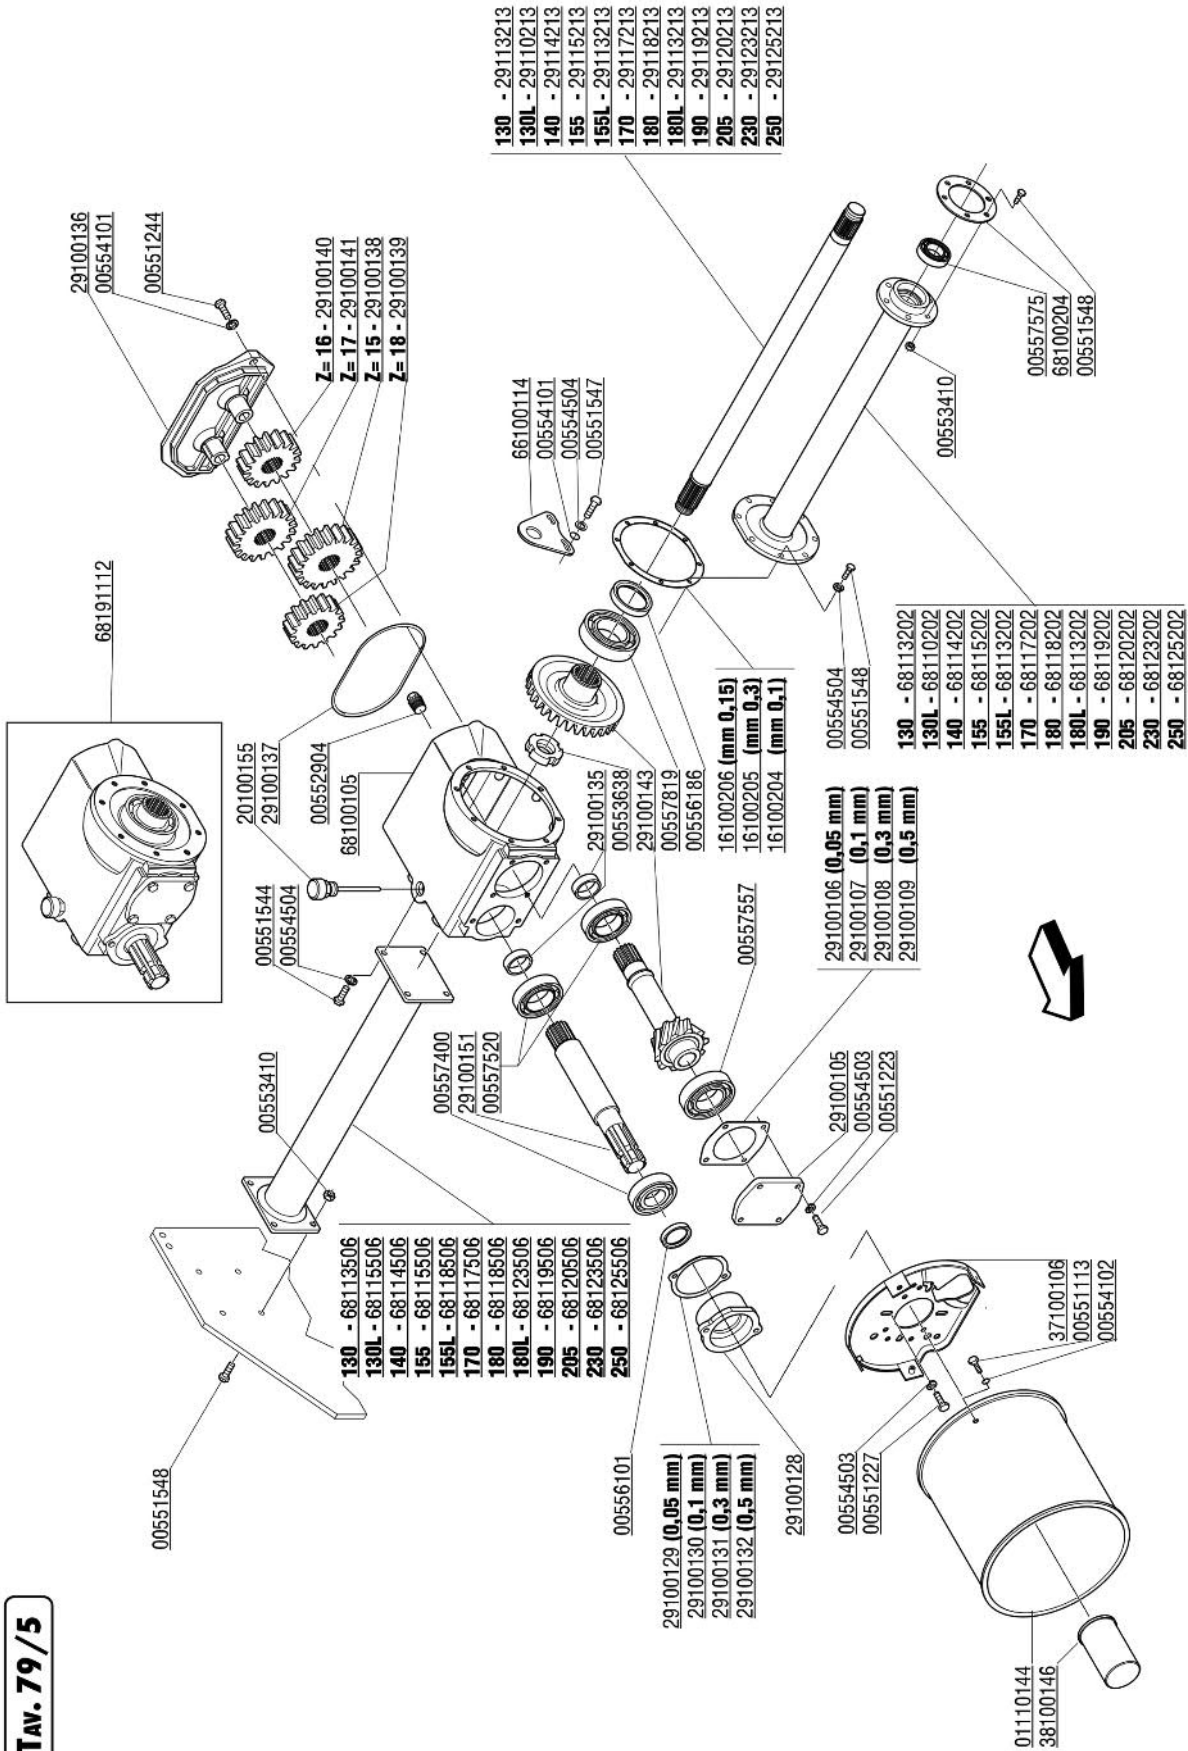 TAV. 79/5
68191112
29100136
00554101
00551244
Z= 16 - 29100140
Z= 17 - 29100141
Z= 15 - 29100138
Z= 18 - 29100139
130 - 29113213
130L - 29110213
140 - 29114213
155 - 29115213
155L - 29113213
170 - 29117213
180 - 29118213
180L - 29113213
190 - 29119213
205 - 29120213
230 - 29123213
250 - 29125213
20100155
29100137
00552904
68100105
66100114
00554101
00554504
00551547
00557575
68100204
00551548
00553410
00551544
00554504
29100135
00553638
29100143
00557819
00556186
16100206 (mm 0,15)
16100205 (mm 0,3)
16100204 (mm 0,1)
00554504
00551548
130 - 68113202
130L - 68110202
140 - 68114202
155 - 68115202
155L - 68113202
170 - 68117202
180 - 68118202
180L - 68113202
190 - 68119202
205 - 68120202
230 - 68123202
250 - 68125202
00553410
00557400
29100151
00557520
00557557
29100106 (0,05 mm)
29100107 (0,1 mm)
29100108 (0,3 mm)
29100109 (0,5 mm)
29100105
00554503
00551223
00551548
130 - 68113506
130L - 68115506
140 - 68114506
155 - 68115506
155L - 68118506
170 - 68117506
180 - 68118506
180L - 68123506
190 - 68119506
205 - 68120506
230 - 68123506
250 - 68125506
00556101
29100129 (0,05 mm)
29100130 (0,1 mm)
29100131 (0,3 mm)
29100132 (0,5 mm)
29100128
00554503
00551227
37100106
00551113
00554102
01110144
38100146